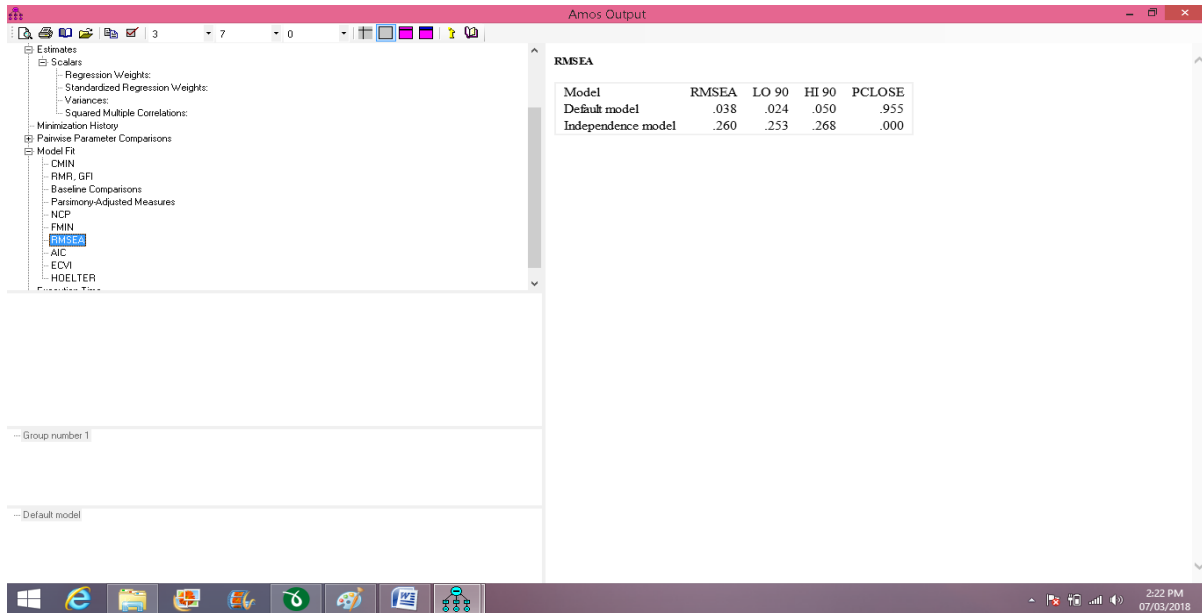 Amos Output
3 7 0
Estimates
Scalars
Regression Weights:
Standardized Regression Weights:
Variances:
Squared Multiple Correlations:
Minimization History
Pairwise Parameter Comparisons
Model Fit
CMIN
RMR, GFI
Baseline Comparisons
Parsimony-Adjusted Measures
NCP
FMIN
RMSEA
AIC
ECVI
HOELTER
Execution Time
Group number 1
Default model
RMSEA
Model RMSEA LO 90 HI 90 PCLOSE
Default model .038 .024 .050 .955
Independence model .260 .253 .268 .000
2:22 PM
07/03/2018